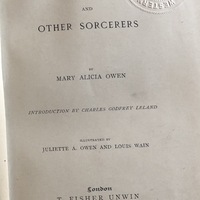 AND
OTHER SORCERERS
BY
MARY ALICIA OWEN
INTRODUCTION BY CHARLES GODFREY LELAND
ILLUSTRATED BY
JULIETTE A. OWEN AND LOUIS WAIN
London
T. FISHER UNWIN